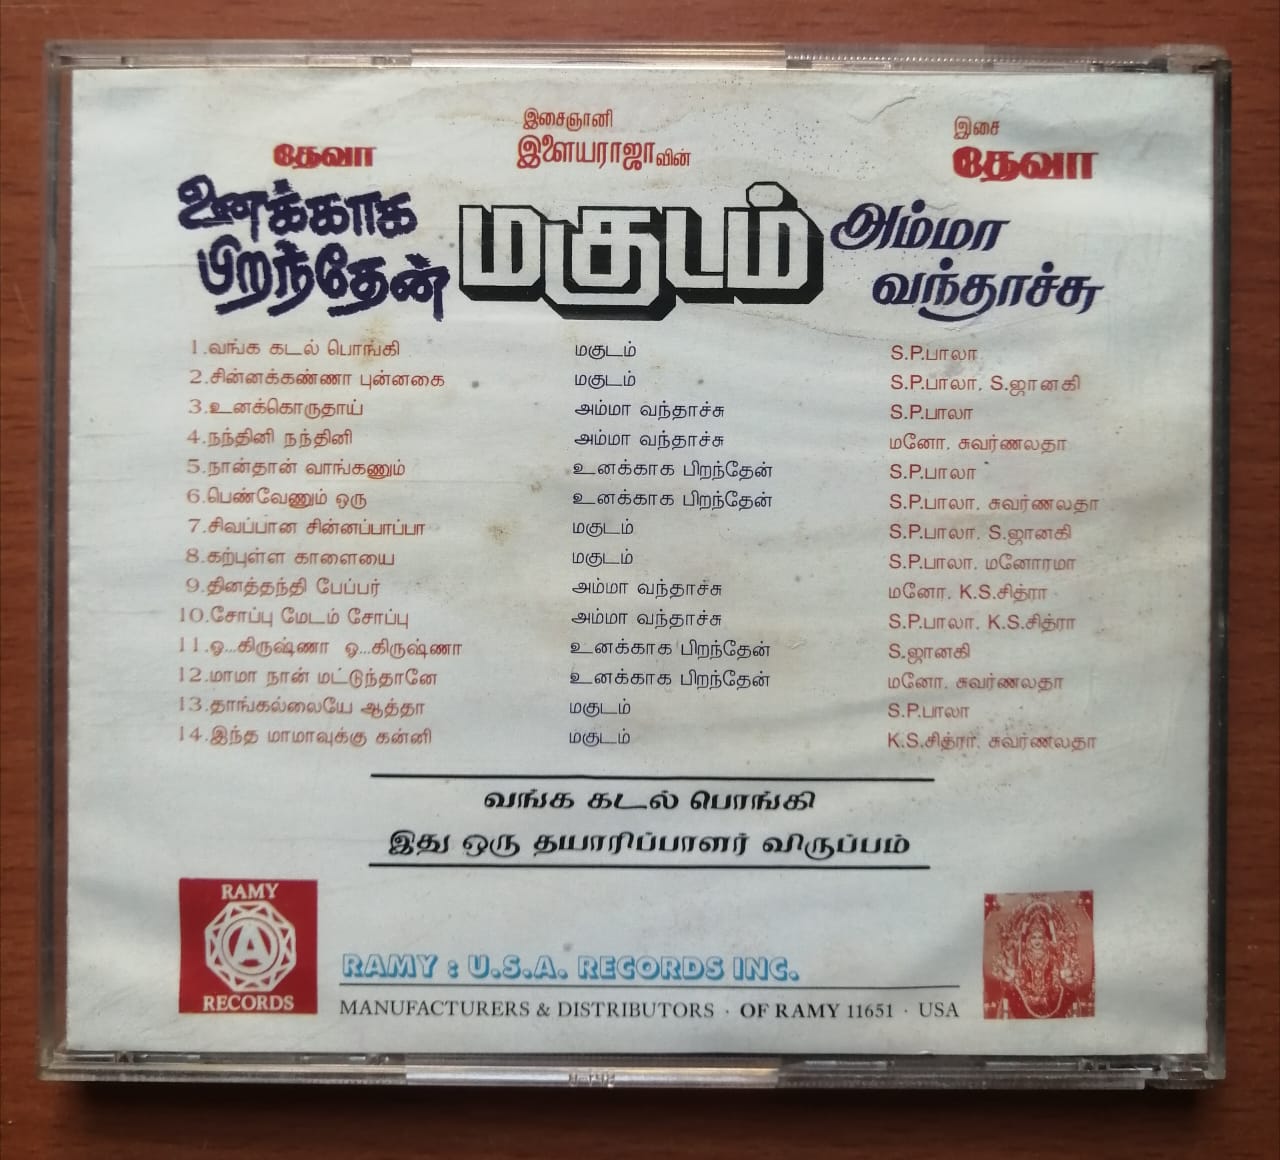 தேவா
உனக்காக
பிறந்தேன்
இசைஞானி
இளையராஜாவின்
மகுடம்
இசை
தேவா
அம்மா
வந்தாச்சு
1.வங்க கடல் பொங்கி மகுடம் S.P.பாலா
2.சின்னக்கண்ணா புன்னகை மகுடம் S.P.பாலா, S.ஜானகி
3.உனக்கொருதாய் அம்மா வந்தாச்சு S.P.பாலா
4.நந்தினி நந்தினி அம்மா வந்தாச்சு மனோ, சுவர்ணலதா
5.நான்தான் வாங்கணும் உனக்காக பிறந்தேன் S.P.பாலா
6.பெண்வேணும் ஒரு உனக்காக பிறந்தேன் S.P.பாலா, சுவர்ணலதா
7.சிவப்பான சின்னப்பாப்பா மகுடம் S.P.பாலா, S.ஜானகி
8.கற்புள்ள காளையை மகுடம் S.P.பாலா, மனோரமா
9.தினத்தந்தி பேப்பர் அம்மா வந்தாச்சு மனோ, K.S.சித்ரா
10.சோப்பு மேடம் சோப்பு அம்மா வந்தாச்சு S.P.பாலா, K.S.சித்ரா
11.ஓ...கிருஷ்ணா ஓ...கிருஷ்ணா உனக்காக பிறந்தேன் S.ஜானகி
12.மாமா நான் மட்டுந்தானே உனக்காக பிறந்தேன் மனோ, சுவர்ணலதா
13.தாங்கல்லையே ஆத்தா மகுடம் S.P.பாலா
14.இந்த மாமாவுக்கு கன்னி மகுடம் K.S.சித்ரா, சுவர்ணலதா
வங்க கடல் பொங்கி
இது ஒரு தயாரிப்பாளர் விருப்பம்
RAMY
A
RECORDS
RAMY : U.S.A. RECORDS INC.
MANUFACTURERS & DISTRIBUTORS · OF RAMY 11651 · USA